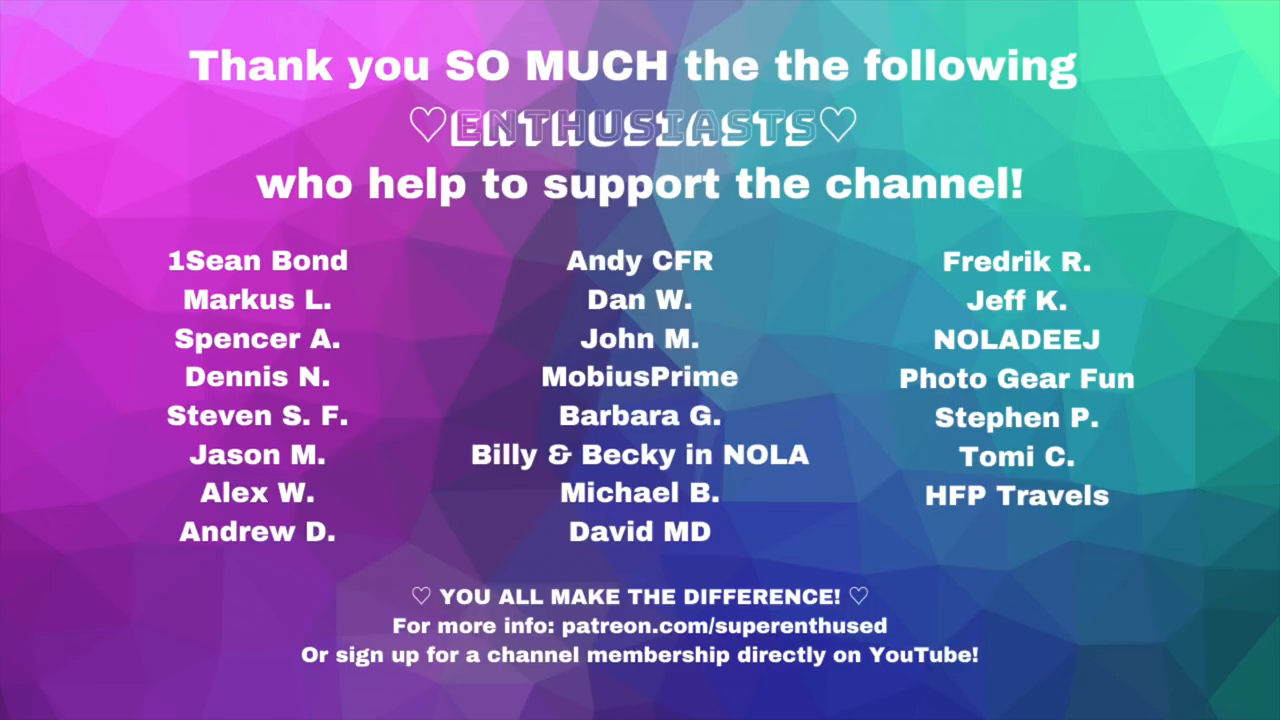 Thank you SO MUCH the the following
♡ENTHUSIASTS♡
who help to support the channel!
1Sean Bond
Markus L.
Spencer A.
Dennis N.
Steven S. F.
Jason M.
Alex W.
Andrew D.
Andy CFR
Dan W.
John M.
MobiusPrime
Barbara G.
Billy & Becky in NOLA
Michael B.
David MD
Fredrik R.
Jeff K.
NOLADEEJ
Photo Gear Fun
Stephen P.
Tomi C.
HFP Travels
♡ YOU ALL MAKE THE DIFFERENCE! ♡
For more info: patreon.com/superenthused
Or sign up for a channel membership directly on YouTube!